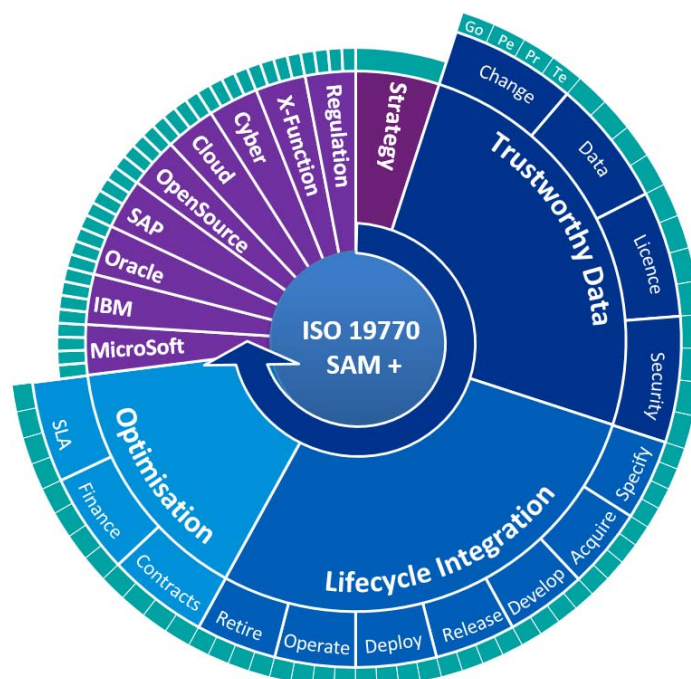 ISO 19770
SAM +
Strategy
Trustworthy Data
Go
Pe
Pr
Te
Change
Data
Licence
Security
Lifecycle Integration
Specify
Acquire
Develop
Release
Deploy
Operate
Retire
Optimisation
Contracts
Finance
SLA
MicroSoft
IBM
Oracle
SAP
OpenSource
Cloud
Cyber
X-Function
Regulation